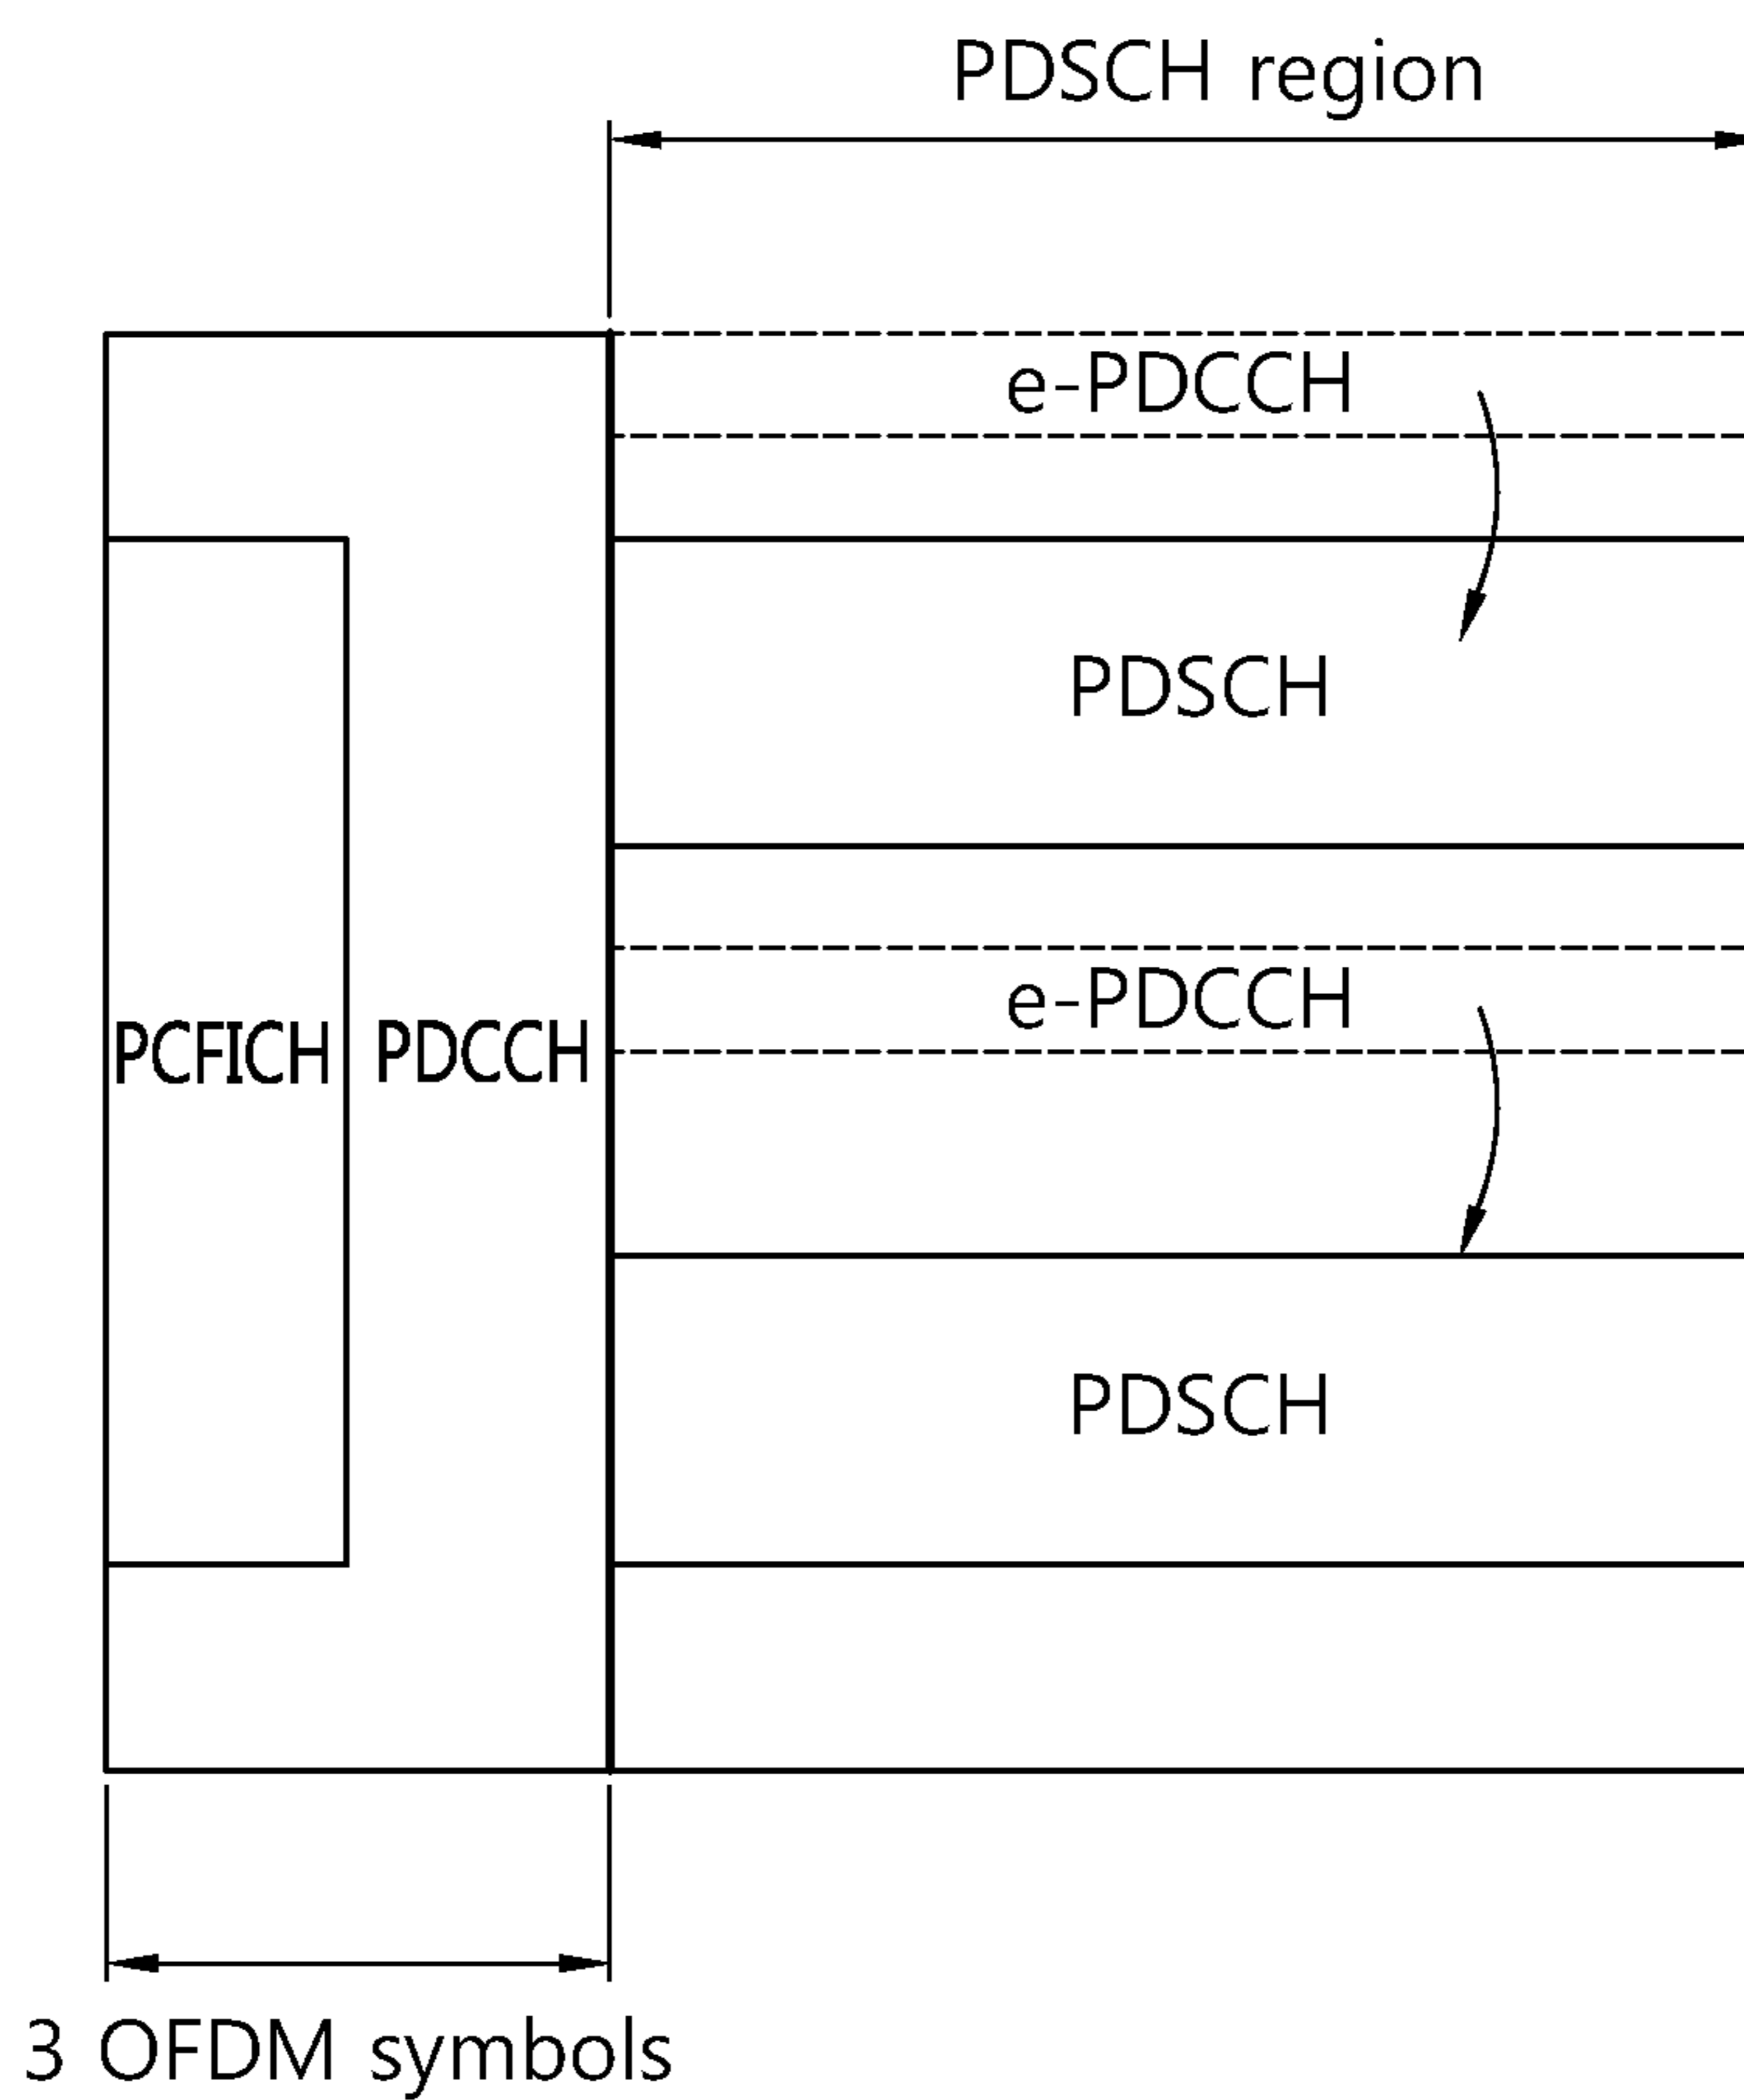 PDSCH region
e-PDCCH
PDSCH
e-PDCCH
PCFICH
PDCCH
PDSCH
3 OFDM symbols